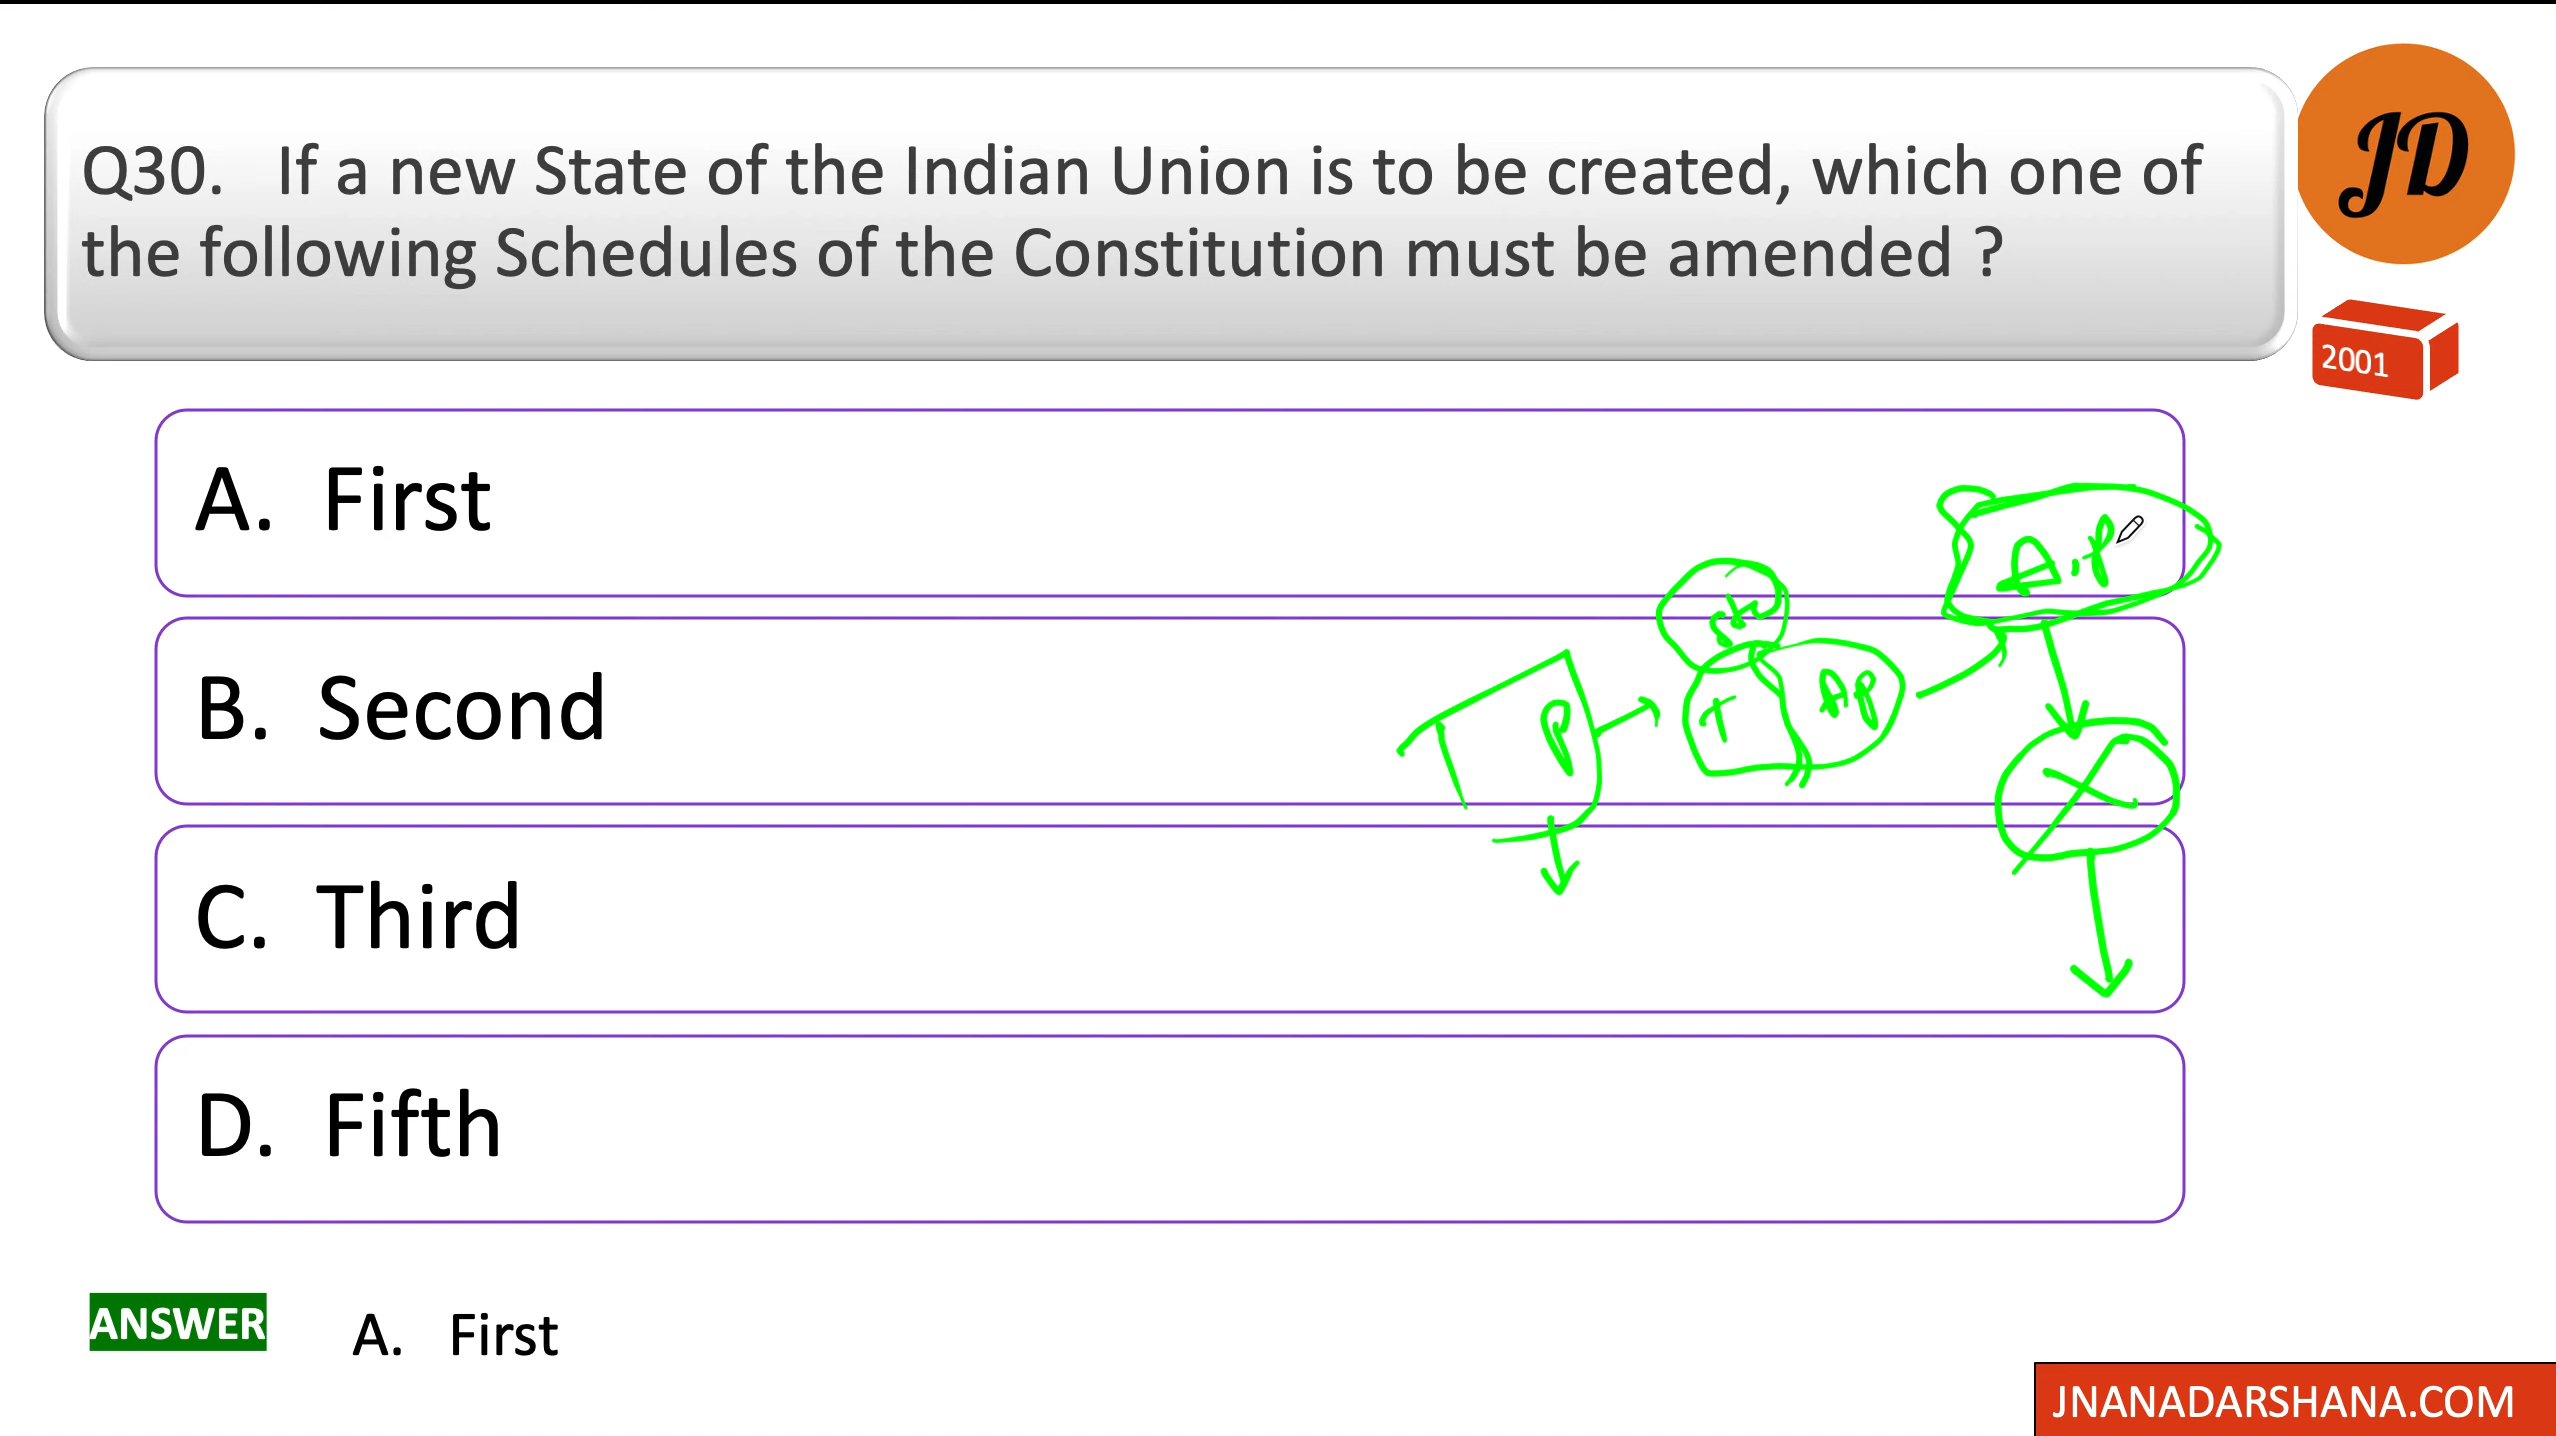 Q30. If a new State of the Indian Union is to be created, which one of
the following Schedules of the Constitution must be amended ?
JD
2001
A. First
B. Second
C. Third
D. Fifth
A.P
T
AP
P
ANSWER
A. First
JNANADARSHANA.COM